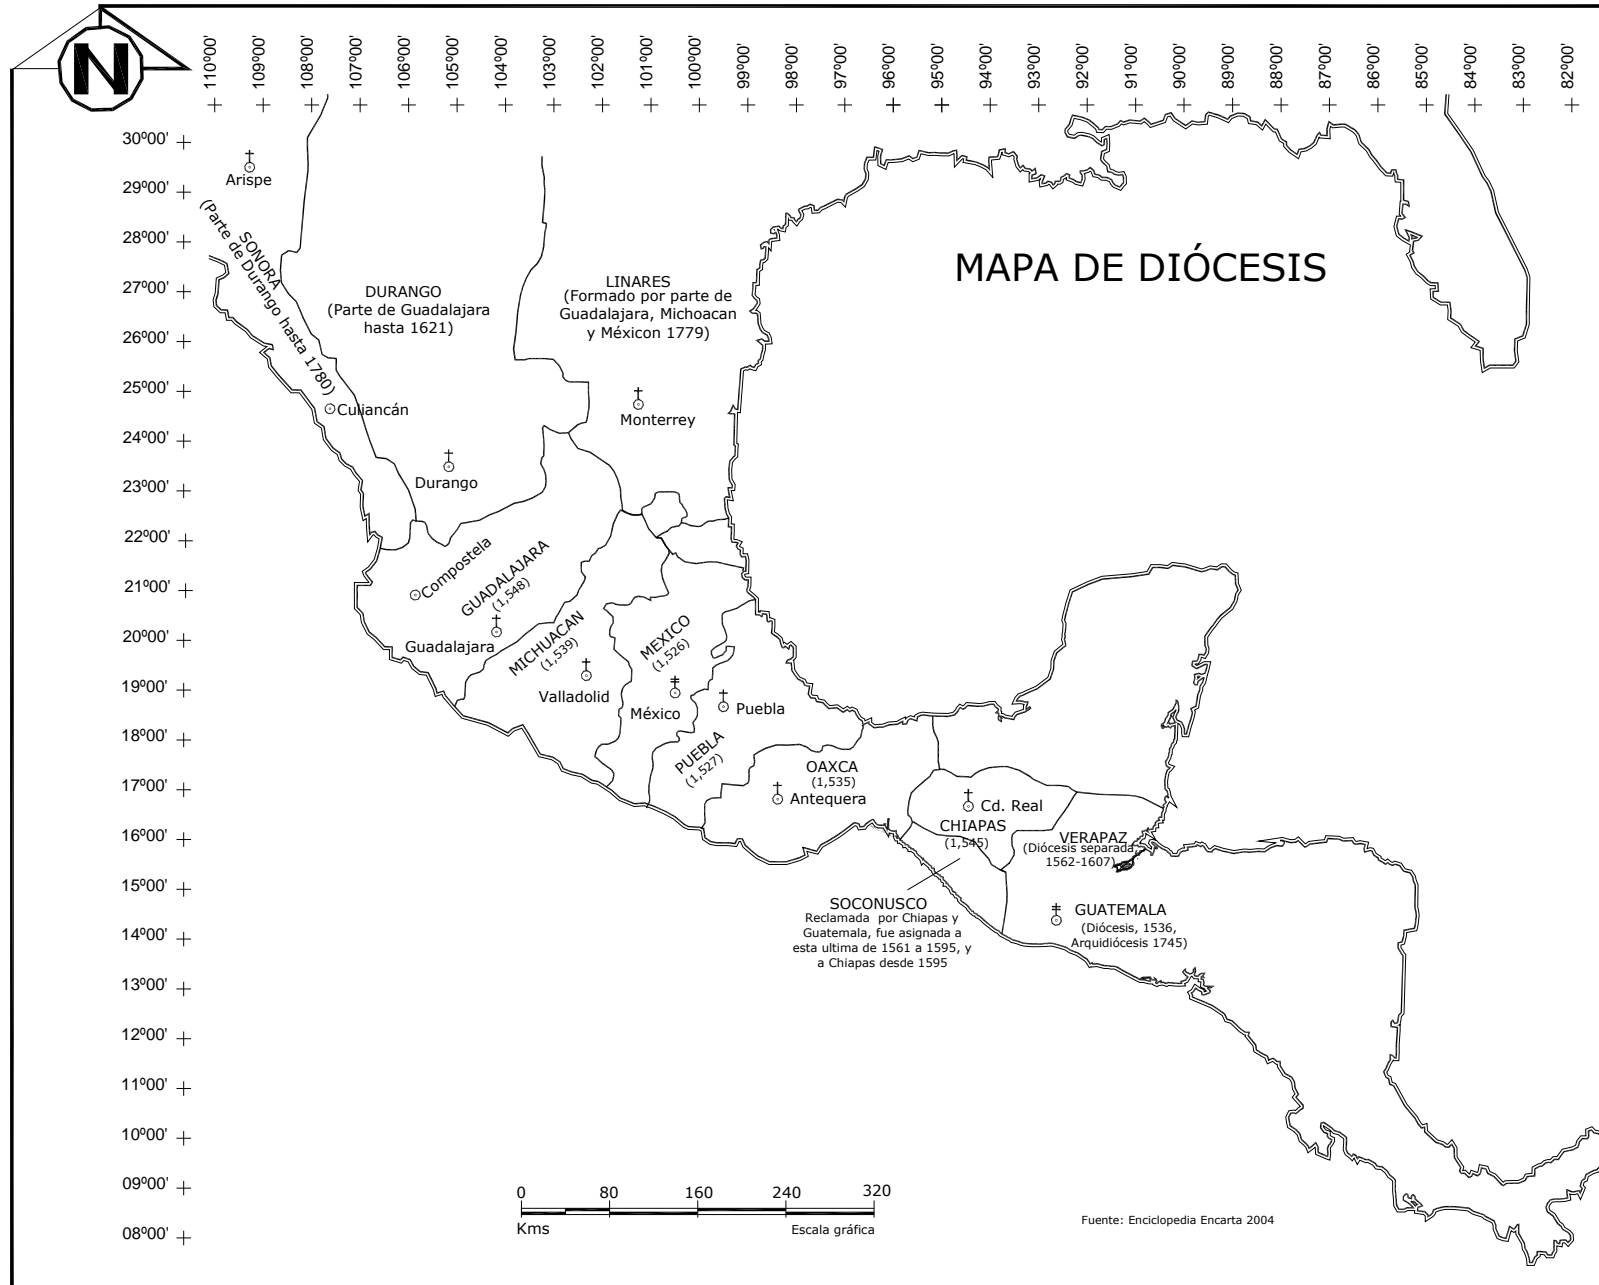 N
110º00'
109º00'
108º00'
107º00'
106º00'
105º00'
104º00'
103º00'
102º00'
101º00'
100º00'
99º00'
98º00'
97º00'
96º00'
95º00'
94º00'
93º00'
92º00'
91º00'
90º00'
89º00'
88º00'
87º00'
86º00'
85º00'
84º00'
83º00'
82º00'
30º00'
29º00'
28º00'
27º00'
26º00'
25º00'
24º00'
23º00'
22º00'
21º00'
20º00'
19º00'
18º00'
17º00'
16º00'
15º00'
14º00'
13º00'
12º00'
11º00'
10º00'
09º00'
08º00'
MAPA DE DIÓCESIS
Arispe
SONORA
(Parte de Durango hasta 1780)
Culiancán
DURANGO
(Parte de Guadalajara
hasta 1621)
Durango
LINARES
(Formado por parte de
Guadalajara, Michoacan
y Méxicon 1779)
Monterrey
Compostela
GUADALAJARA
(1,548)
Guadalajara
MICHUACAN
(1,539)
Valladolid
MEXICO
(1,526)
México
Puebla
PUEBLA
(1,527)
OAXCA
(1,535)
Antequera
Cd. Real
CHIAPAS
(1,545)
VERAPAZ
(Diócesis separada,
1562-1607)
SOCONUSCO
Reclamada por Chiapas y
Guatemala, fue asignada a
esta ultima de 1561 a 1595, y
a Chiapas desde 1595
GUATEMALA
(Diócesis, 1536,
Arquidiócesis 1745)
0 80 160 240 320
Kms
Escala gráfica
Fuente: Enciclopedia Encarta 2004